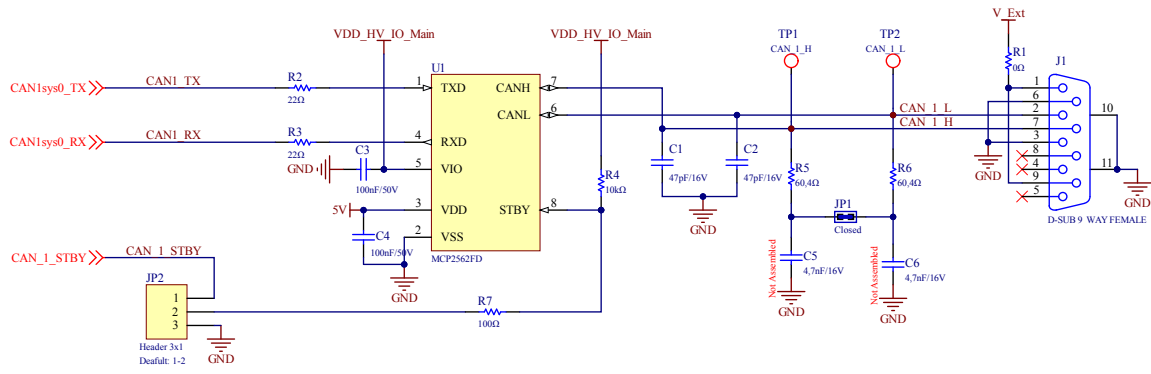 V_Ext
VDD_HV_IO_Main
VDD_HV_IO_Main
TP1
CAN_1_H
TP2
CAN_1_L
R1
0Ω
J1
U1
CAN1sys0_TX
CAN1_TX
R2
22Ω
1
TXD
CANH
7
CANL
6
CAN_1_L
CAN_1_H
1
6
2
7
3
8
4
9
5
10
11
CAN1sys0_RX
CAN1_RX
R3
22Ω
4
RXD
GND
C3
100nF/50V
5
VIO
R4
10kΩ
C1
47pF/16V
C2
47pF/16V
R5
60,4Ω
R6
60,4Ω
GND
GND
5V
3
VDD
STBY
8
GND
JP1
Closed
D-SUB 9 WAY FEMALE
C4
100nF/50V
2
VSS
MCP2562FD
GND
CAN_1_STBY
CAN_1_STBY
Not Assembled
C5
4,7nF/16V
GND
Not Assembled
C6
4,7nF/16V
GND
JP2
1
2
3
R7
100Ω
GND
Header 3x1
Deafult: 1-2